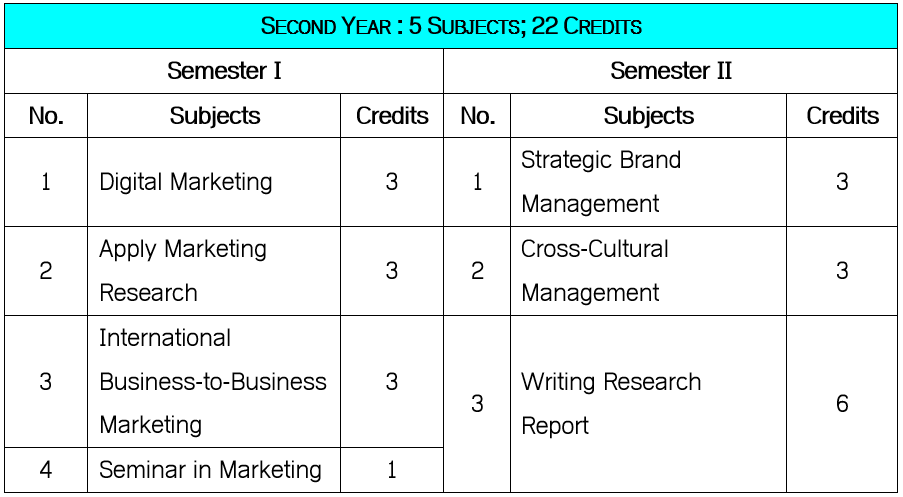 SECOND YEAR : 5 SUBJECTS; 22 CREDITS
Semester I
Semester II
No.
Subjects
Credits
No.
Subjects
Credits
1
Digital Marketing
3
1
Strategic Brand
Management
3
2
Apply Marketing
Research
3
2
Cross-Cultural
Management
3
3
International
Business-to-Business
Marketing
3
3
Writing Research
Report
6
4
Seminar in Marketing
1